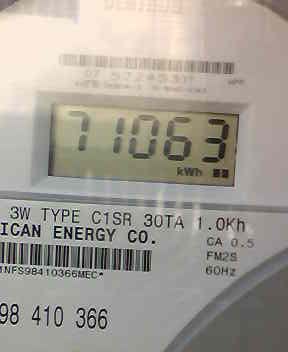 71063
kWh
3W TYPE C1SR 30TA 1.0Kh
ICAN ENERGY CO.
CA 0.5
FM2S
60Hz
1NFS98410366MEC*
98 410 366